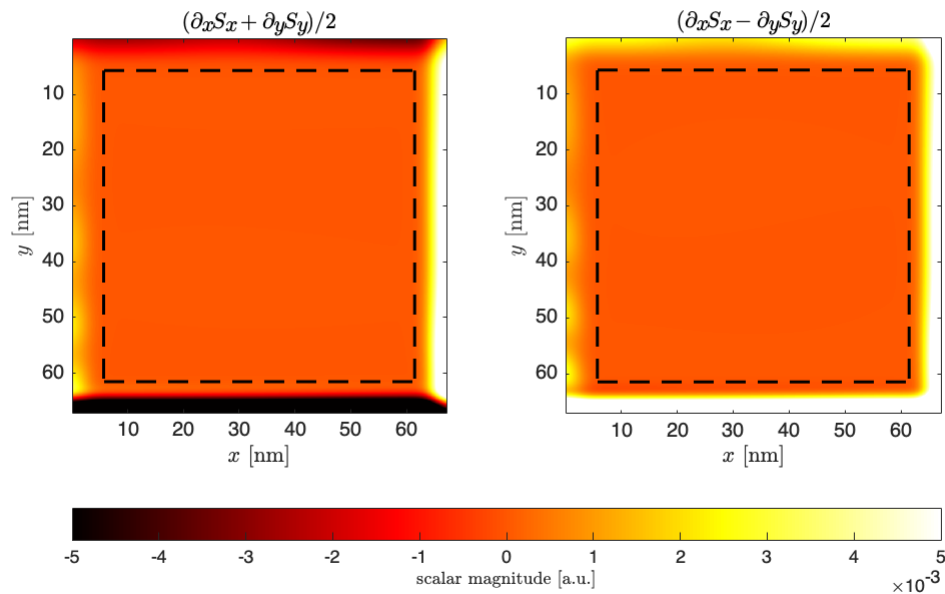 (∂xSx + ∂ySy)/2
(∂xSx − ∂ySy)/2
10
20
30
40
50
60
y [nm]
10 20 30 40 50 60
x [nm]
10
20
30
40
50
60
y [nm]
10 20 30 40 50 60
x [nm]
-5 -4 -3 -2 -1 0 1 2 3 4 5
scalar magnitude [a.u.]
×10⁻³